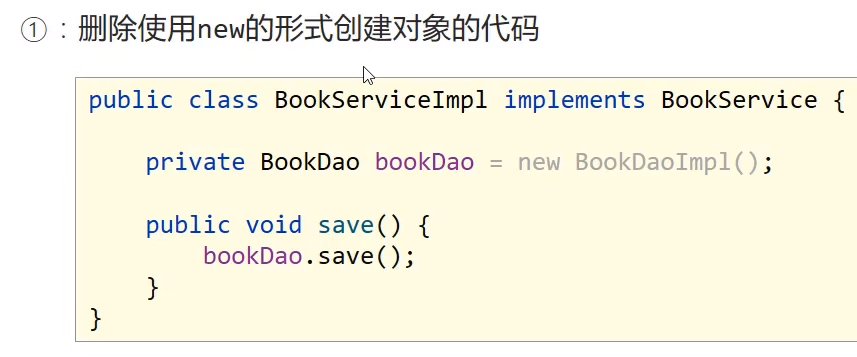 ①：删除使用new的形式创建对象的代码
public class BookServiceImpl implements BookService {
    private BookDao bookDao = new BookDaoImpl();
    public void save() {
        bookDao.save();
    }
}